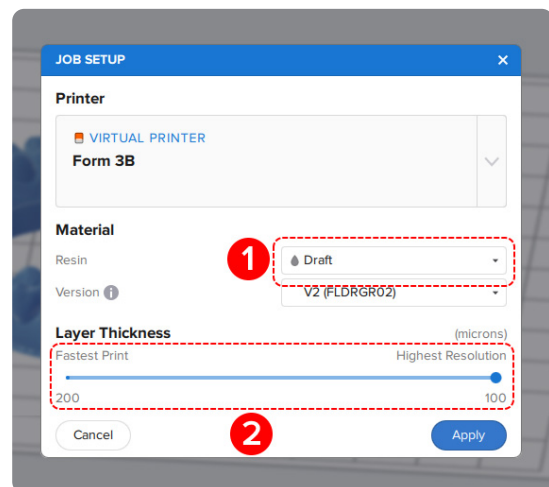 JOB SETUP ×
Printer
VIRTUAL PRINTER
Form 3B
Material
Resin 1 Draft
Version i V2 (FLDRGR02)
Layer Thickness (microns)
Fastest Print Highest Resolution
200 100
Cancel 2 Apply